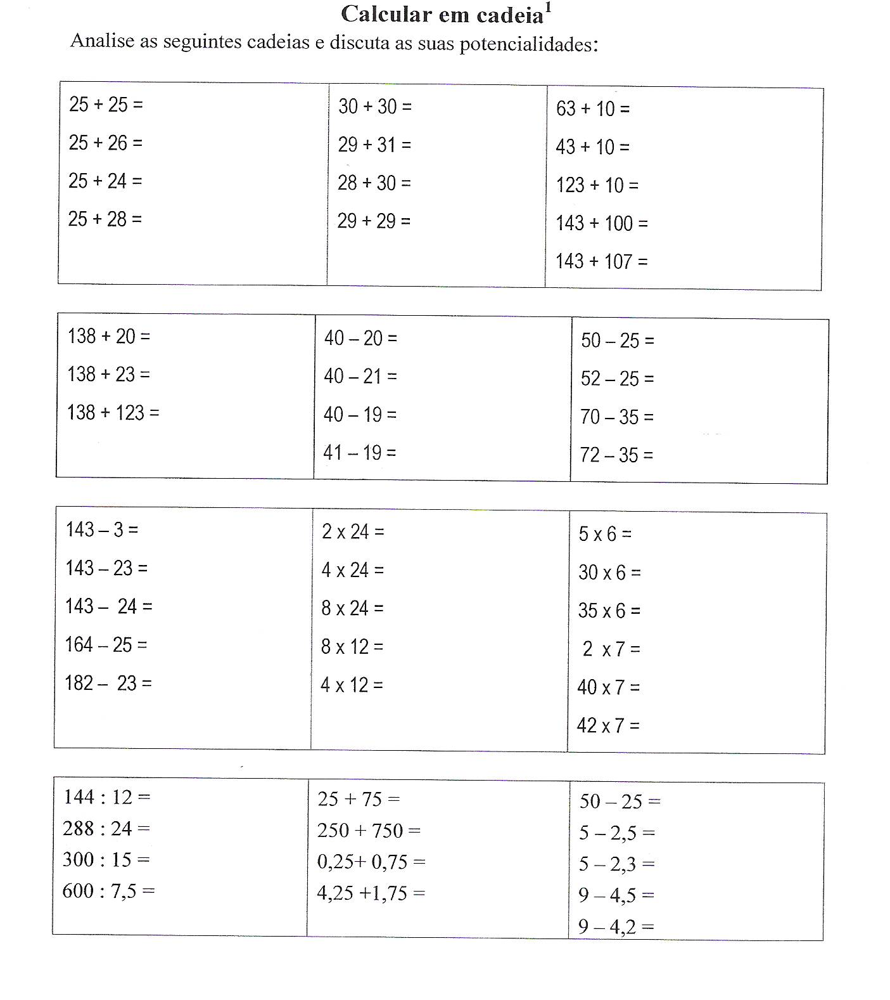 Calcular em cadeia¹
Analise as seguintes cadeias e discuta as suas potencialidades:
25 + 25 =
25 + 26 =
25 + 24 =
25 + 28 =
30 + 30 =
29 + 31 =
28 + 30 =
29 + 29 =
63 + 10 =
43 + 10 =
123 + 10 =
143 + 100 =
143 + 107 =
138 + 20 =
138 + 23 =
138 + 123 =
40 – 20 =
40 – 21 =
40 – 19 =
41 – 19 =
50 – 25 =
52 – 25 =
70 – 35 =
72 – 35 =
143 – 3 =
143 – 23 =
143 – 24 =
164 – 25 =
182 – 23 =
2 x 24 =
4 x 24 =
8 x 24 =
8 x 12 =
4 x 12 =
5 x 6 =
30 x 6 =
35 x 6 =
2 x 7 =
40 x 7 =
42 x 7 =
144 : 12 =
288 : 24 =
300 : 15 =
600 : 7,5 =
25 + 75 =
250 + 750 =
0,25+ 0,75 =
4,25 +1,75 =
50 – 25 =
5 – 2,5 =
5 – 2,3 =
9 – 4,5 =
9 – 4,2 =